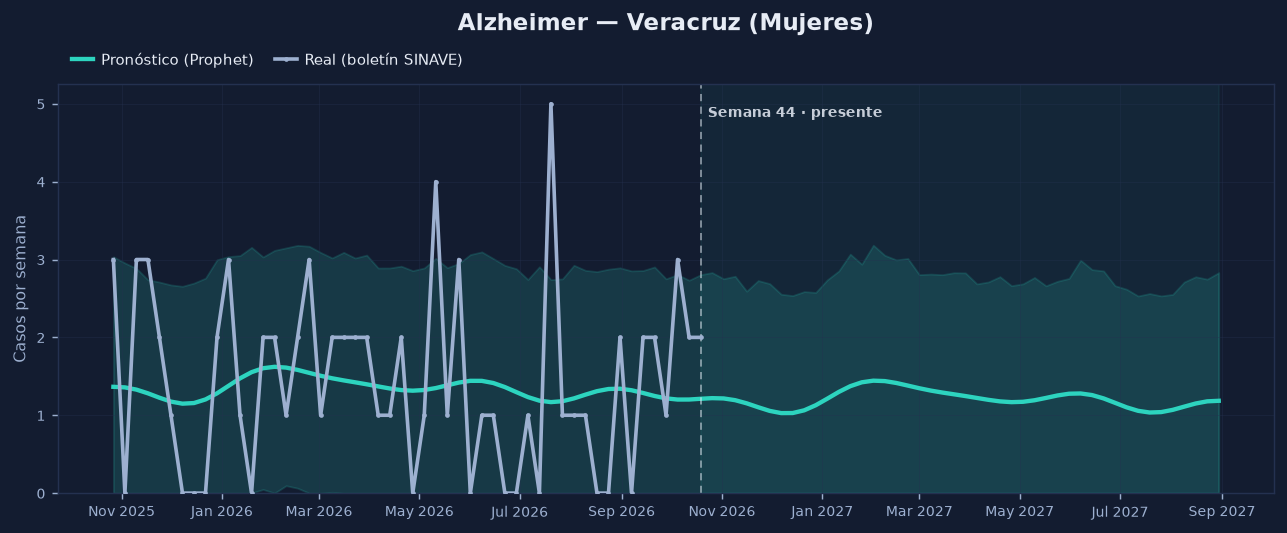 Alzheimer — Veracruz (Mujeres)
Pronóstico (Prophet) Real (boletín SINAVE)
Semana 44 · presente
Casos por semana
5
4
3
2
1
0
Nov 2025 Jan 2026 Mar 2026 May 2026 Jul 2026 Sep 2026 Nov 2026 Jan 2027 Mar 2027 May 2027 Jul 2027 Sep 2027